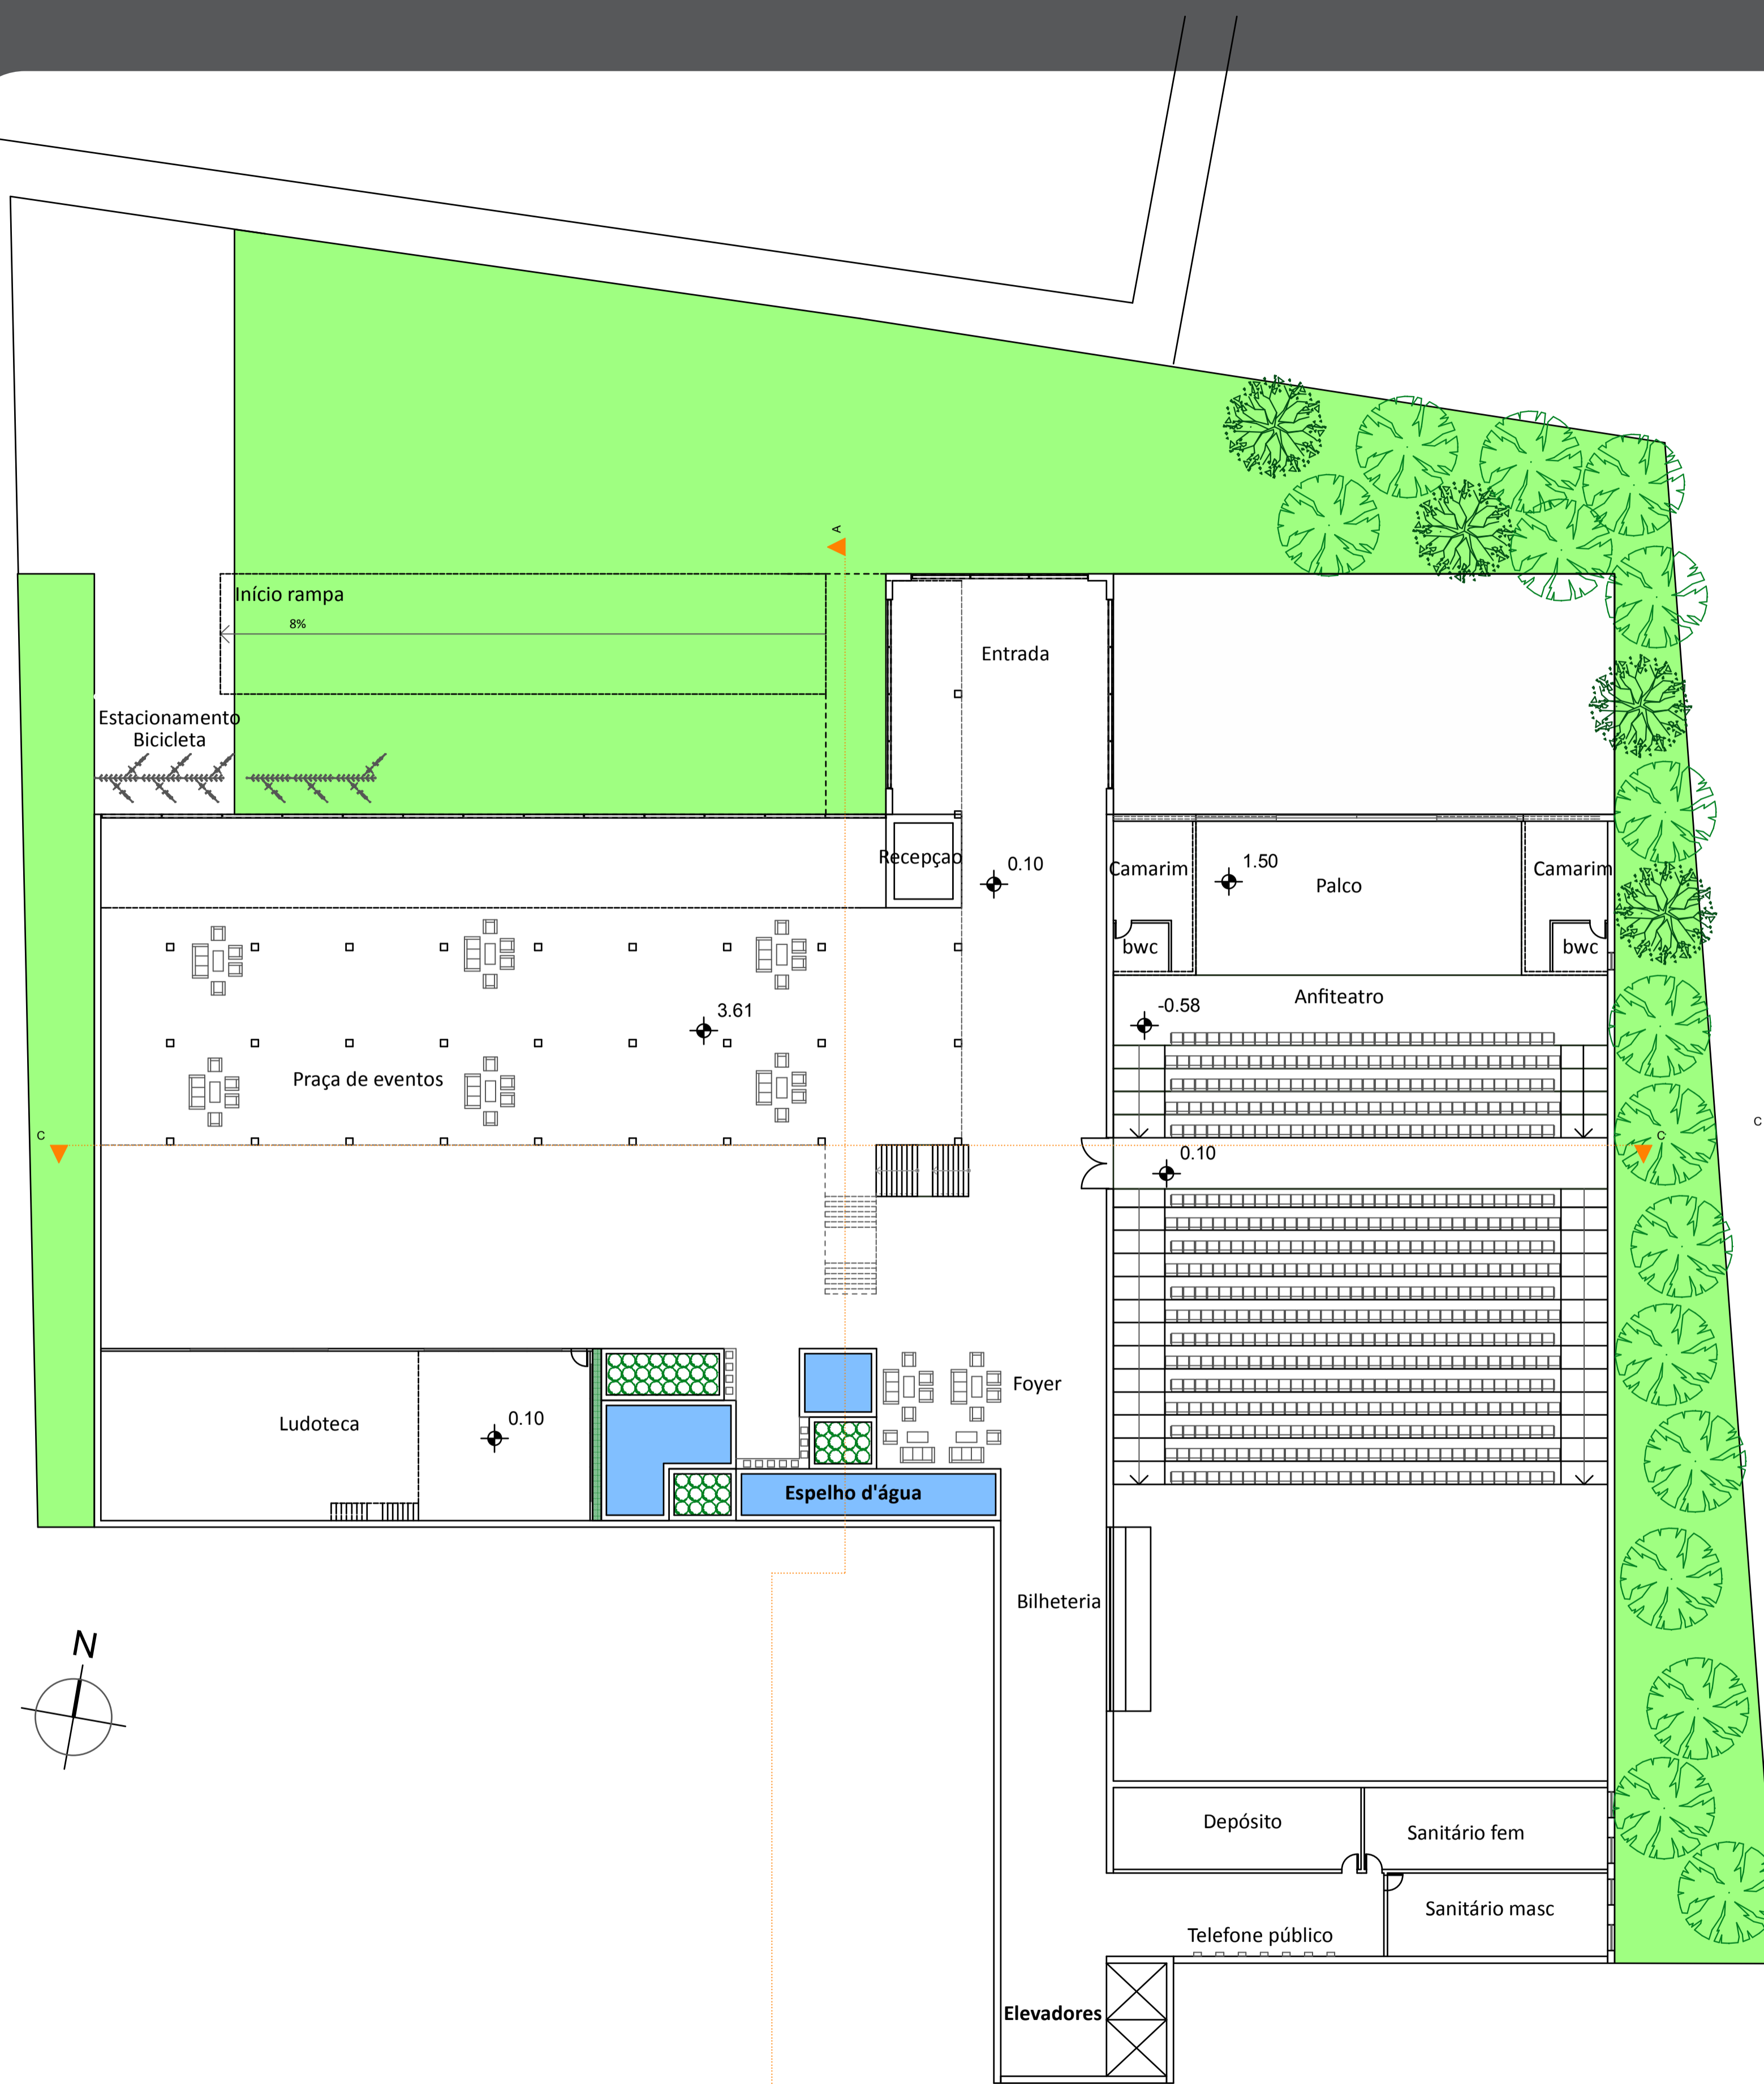 A
Início rampa
8%
Entrada
Estacionamento
Bicicleta
Recepçao
0.10
Camarim
1.50
Palco
Camarim
bwc
bwc
Anfiteatro
-0.58
3.61
Praça de eventos
C
C
C
0.10
Foyer
Ludoteca
0.10
Espelho d'água
Bilheteria
N
Depósito
Sanitário fem
Sanitário masc
Telefone público
Elevadores